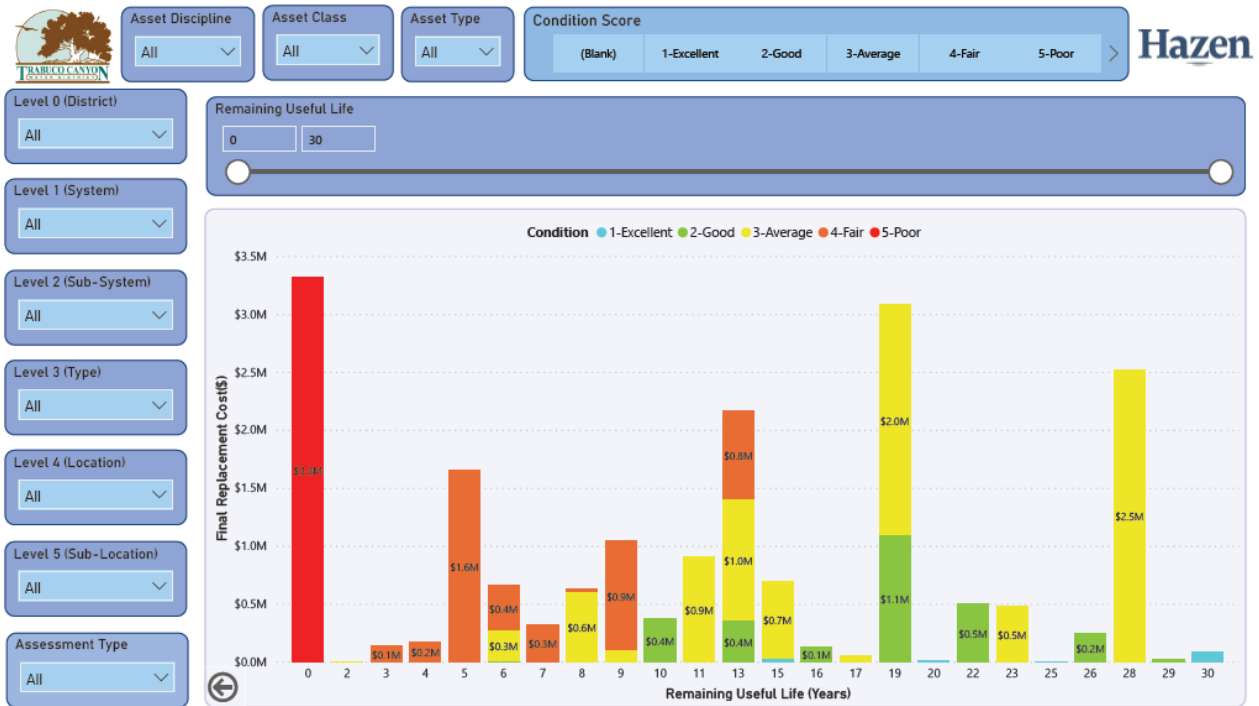 TRABUCO CANYON
WATER DISTRICT
Asset Discipline
All
Asset Class
All
Asset Type
All
Condition Score
(Blank) 1-Excellent 2-Good 3-Average 4-Fair 5-Poor
Hazen
Level 0 (District)
All
Level 1 (System)
All
Level 2 (Sub-System)
All
Level 3 (Type)
All
Level 4 (Location)
All
Level 5 (Sub-Location)
All
Assessment Type
All
Remaining Useful Life
0 30
Condition 1-Excellent 2-Good 3-Average 4-Fair 5-Poor
Final Replacement Cost($)
$3.5M
$3.0M
$2.5M
$2.0M
$1.5M
$1.0M
$0.5M
$0.0M
$0.1M
$0.2M
$1.6M
$0.4M
$0.3M
$0.3M
$0.6M
$0.9M
$0.4M
$0.9M
$0.8M
$1.0M
$0.4M
$0.7M
$0.1M
$2.0M
$1.1M
$0.5M
$0.5M
$0.2M
$2.5M
0 2 3 4 5 6 7 8 9 10 11 13 15 16 17 19 20 22 23 25 26 28 29 30
Remaining Useful Life (Years)